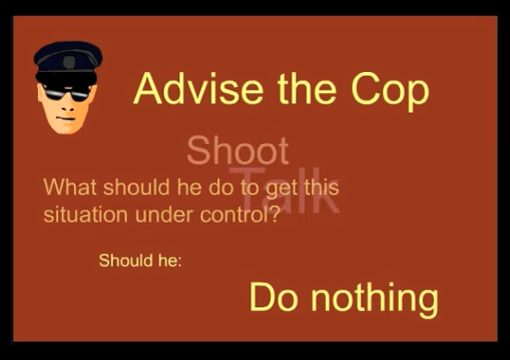 Advise the Cop
Shoot
Talk
What should he do to get this
situation under control?
Should he:
Do nothing